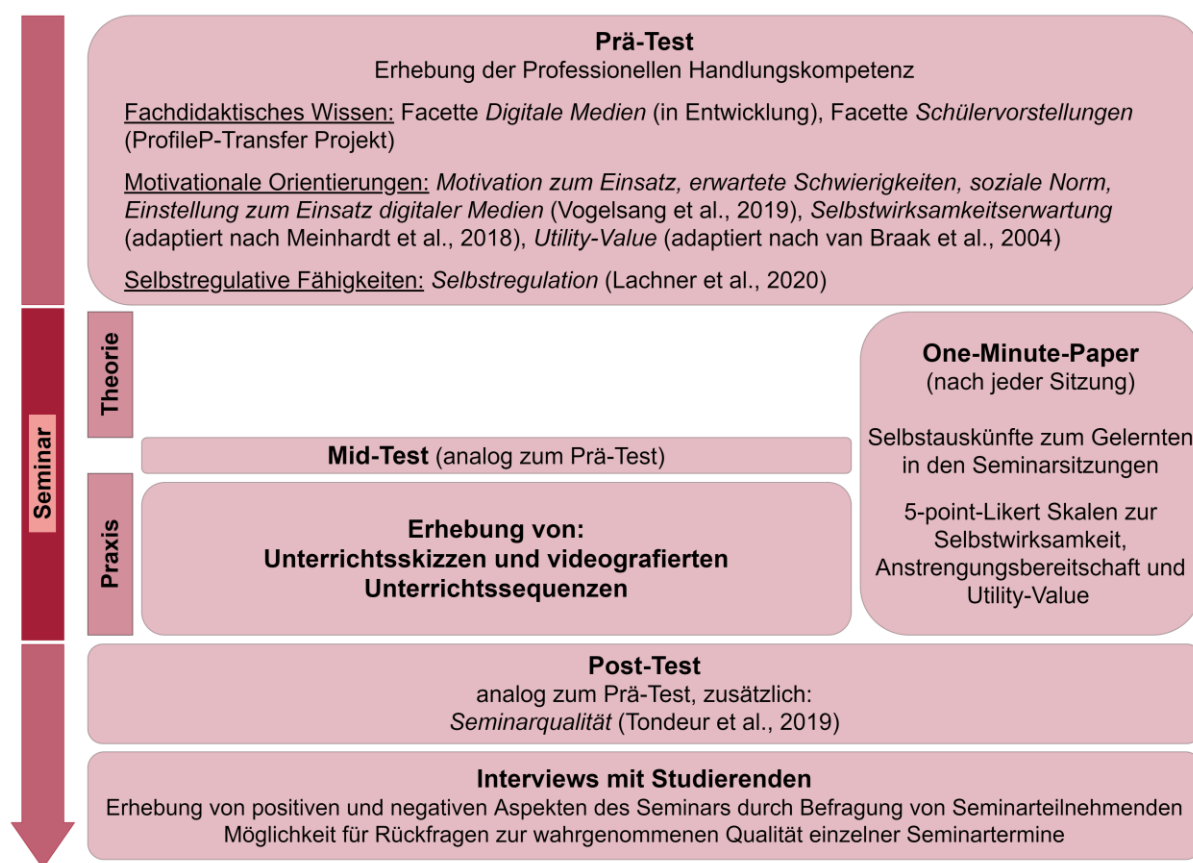 Prä-Test
Erhebung der Professionellen Handlungskompetenz
Fachdidaktisches Wissen: Facette Digitale Medien (in Entwicklung), Facette Schülervorstellungen
(ProfileP-Transfer Projekt)
Motivationale Orientierungen: Motivation zum Einsatz, erwartete Schwierigkeiten, soziale Norm,
Einstellung zum Einsatz digitaler Medien (Vogelsang et al., 2019), Selbstwirksamkeitserwartung
(adaptiert nach Meinhardt et al., 2018), Utility-Value (adaptiert nach van Braak et al., 2004)
Selbstregulative Fähigkeiten: Selbstregulation (Lachner et al., 2020)
Seminar
Theorie
Mid-Test (analog zum Prä-Test)
Praxis
Erhebung von:
Unterrichtsskizzen und videografierten
Unterrichtssequenzen
One-Minute-Paper
(nach jeder Sitzung)
Selbstauskünfte zum Gelernten
in den Seminarsitzungen
5-point-Likert Skalen zur
Selbstwirksamkeit,
Anstrengungsbereitschaft und
Utility-Value
Post-Test
analog zum Prä-Test, zusätzlich:
Seminarqualität (Tondeur et al., 2019)
Interviews mit Studierenden
Erhebung von positiven und negativen Aspekten des Seminars durch Befragung von Seminarteilnehmenden
Möglichkeit für Rückfragen zur wahrgenommenen Qualität einzelner Seminartermine